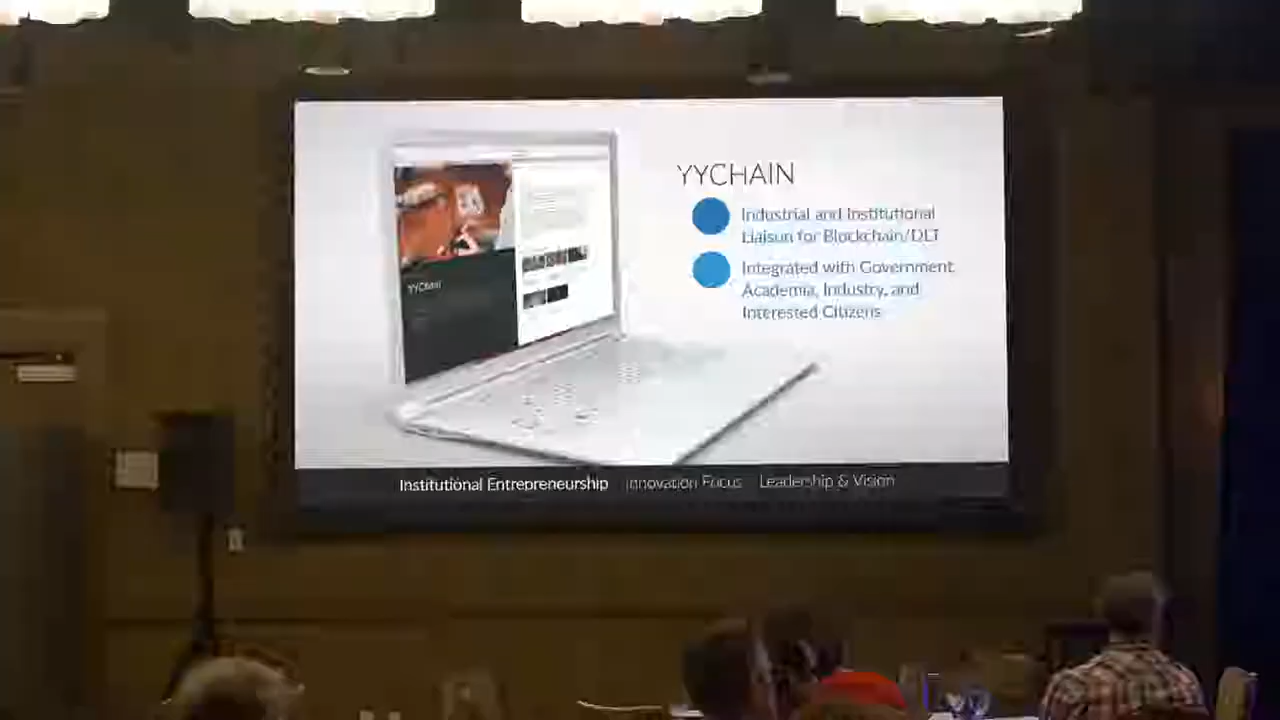 YYCHAIN
Industrial and Institutional
Liaison for Blockchain/DLT
Integrated with Government,
Academia, Industry, and
Interested Citizens
YYChain
Institutional Entrepreneurship Innovation Focus Leadership & Vision